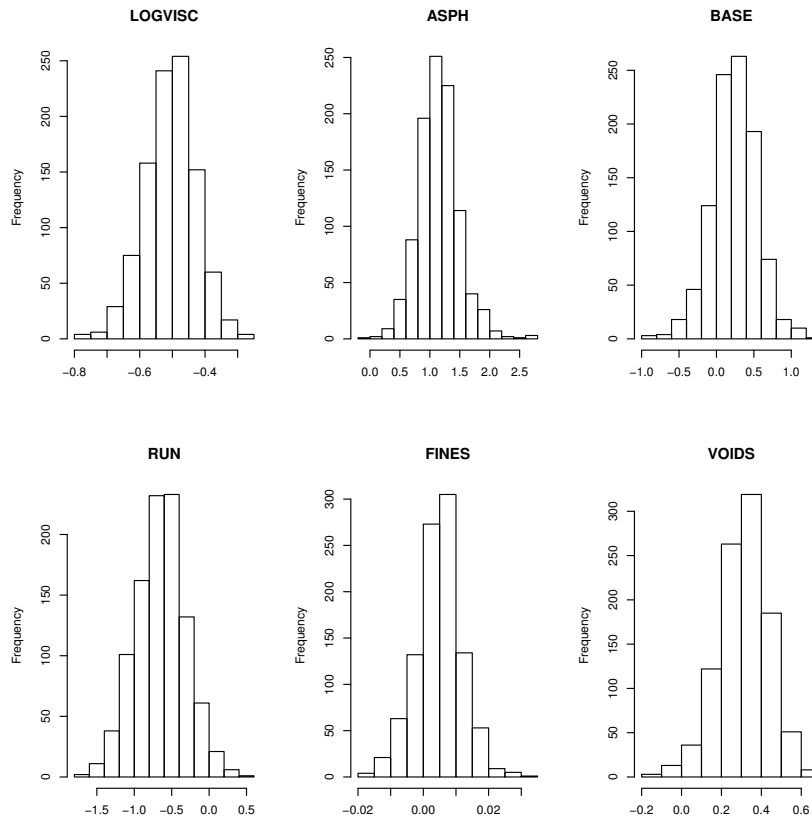 LOGVISC
Frequency
0 50 100 150 200 250
−0.8 −0.6 −0.4
ASPH
Frequency
0 50 100 150 200 250
0.0 0.5 1.0 1.5 2.0 2.5
BASE
Frequency
0 50 100 150 200 250
−1.0 −0.5 0.0 0.5 1.0
RUN
Frequency
0 50 100 150 200
−1.5 −1.0 −0.5 0.0 0.5
FINES
Frequency
0 50 100 150 200 250 300
−0.02 0.00 0.02
VOIDS
Frequency
0 50 100 150 200 250 300
−0.2 0.0 0.2 0.4 0.6